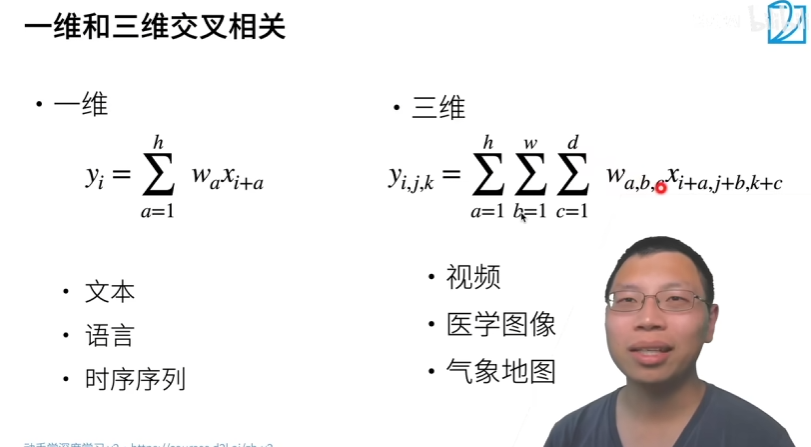 一维和三维交叉相关
• 一维
y_i = \sum_{a=1}^{h} w_a x_{i+a}
• 文本
• 语言
• 时序序列
• 三维
y_{i,j,k} = \sum_{a=1}^{h} \sum_{b=1}^{w} \sum_{c=1}^{d} w_{a,b,c} x_{i+a,j+b,k+c}
• 视频
• 医学图像
• 气象地图